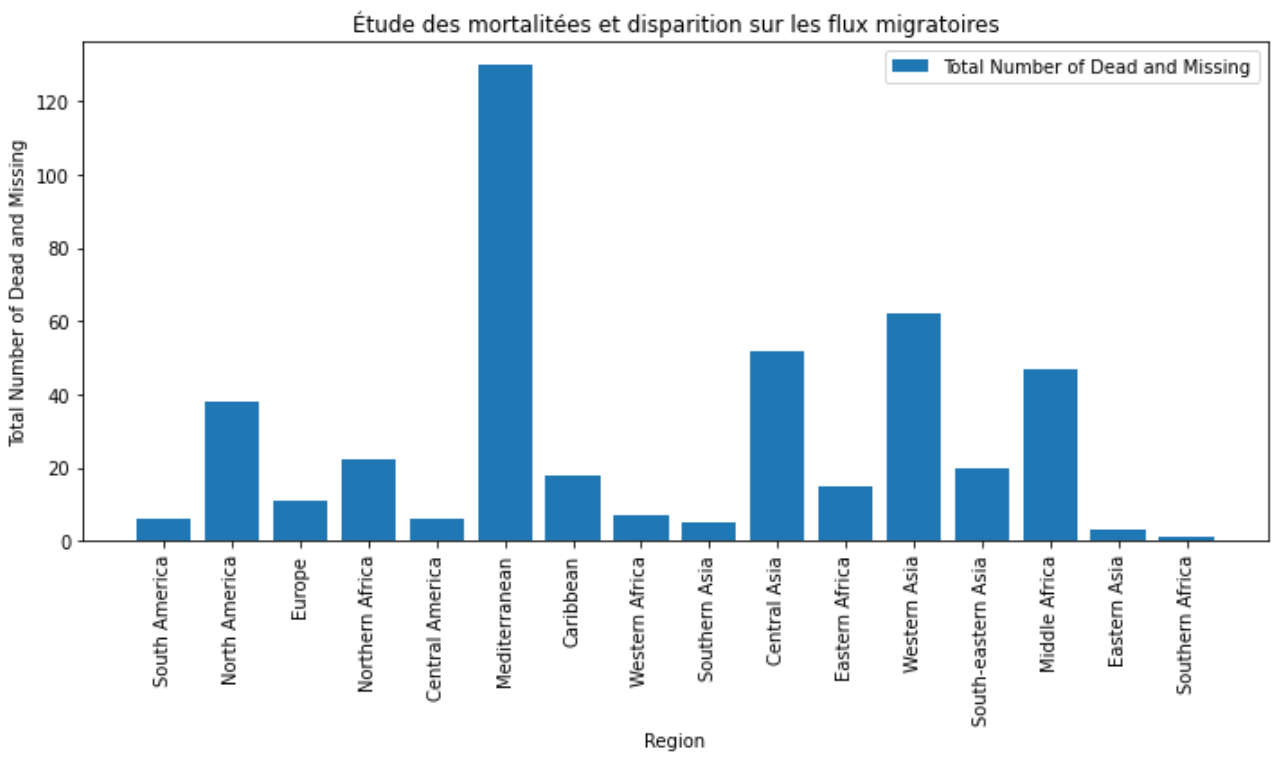 Étude des mortalitées et disparition sur les flux migratoires
Total Number of Dead and Missing
Total Number of Dead and Missing
120
100
80
60
40
20
0
South America
North America
Europe
Northern Africa
Central America
Mediterranean
Caribbean
Western Africa
Southern Asia
Central Asia
Eastern Africa
Western Asia
South-eastern Asia
Middle Africa
Eastern Asia
Southern Africa
Region